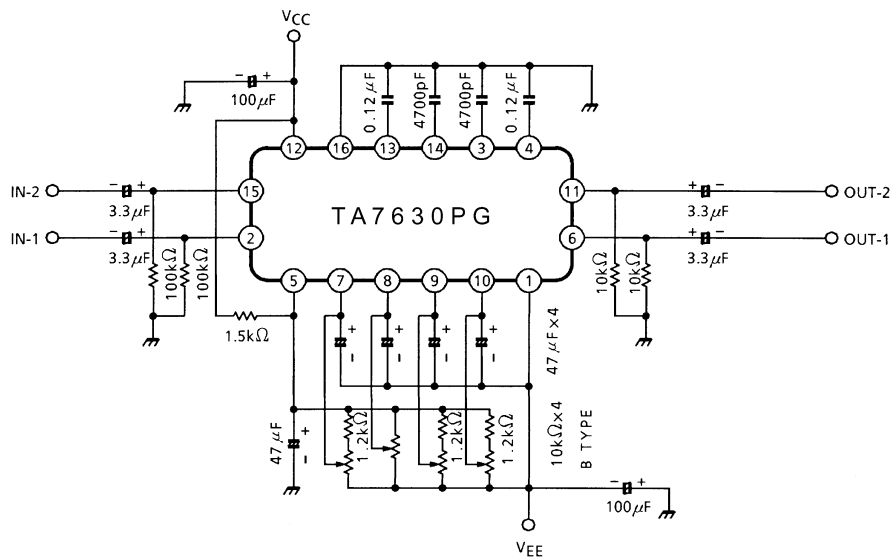 VCC
− +
100μF
0.12μF
4700pF
4700pF
0.12μF
12
16
13
14
3
4
IN-2
− +
3.3μF
15
TA7630PG
11
+ −
3.3μF
OUT-2
IN-1
− +
3.3μF
2
6
+ −
3.3μF
OUT-1
100kΩ
100kΩ
10kΩ
10kΩ
5
7
8
9
10
1
1.5kΩ
+
−
+
−
+
−
+
−
47μF×4
47μF
+
−
1.2kΩ
1.2kΩ
1.2kΩ
10kΩ×4
B TYPE
− +
100μF
VEE